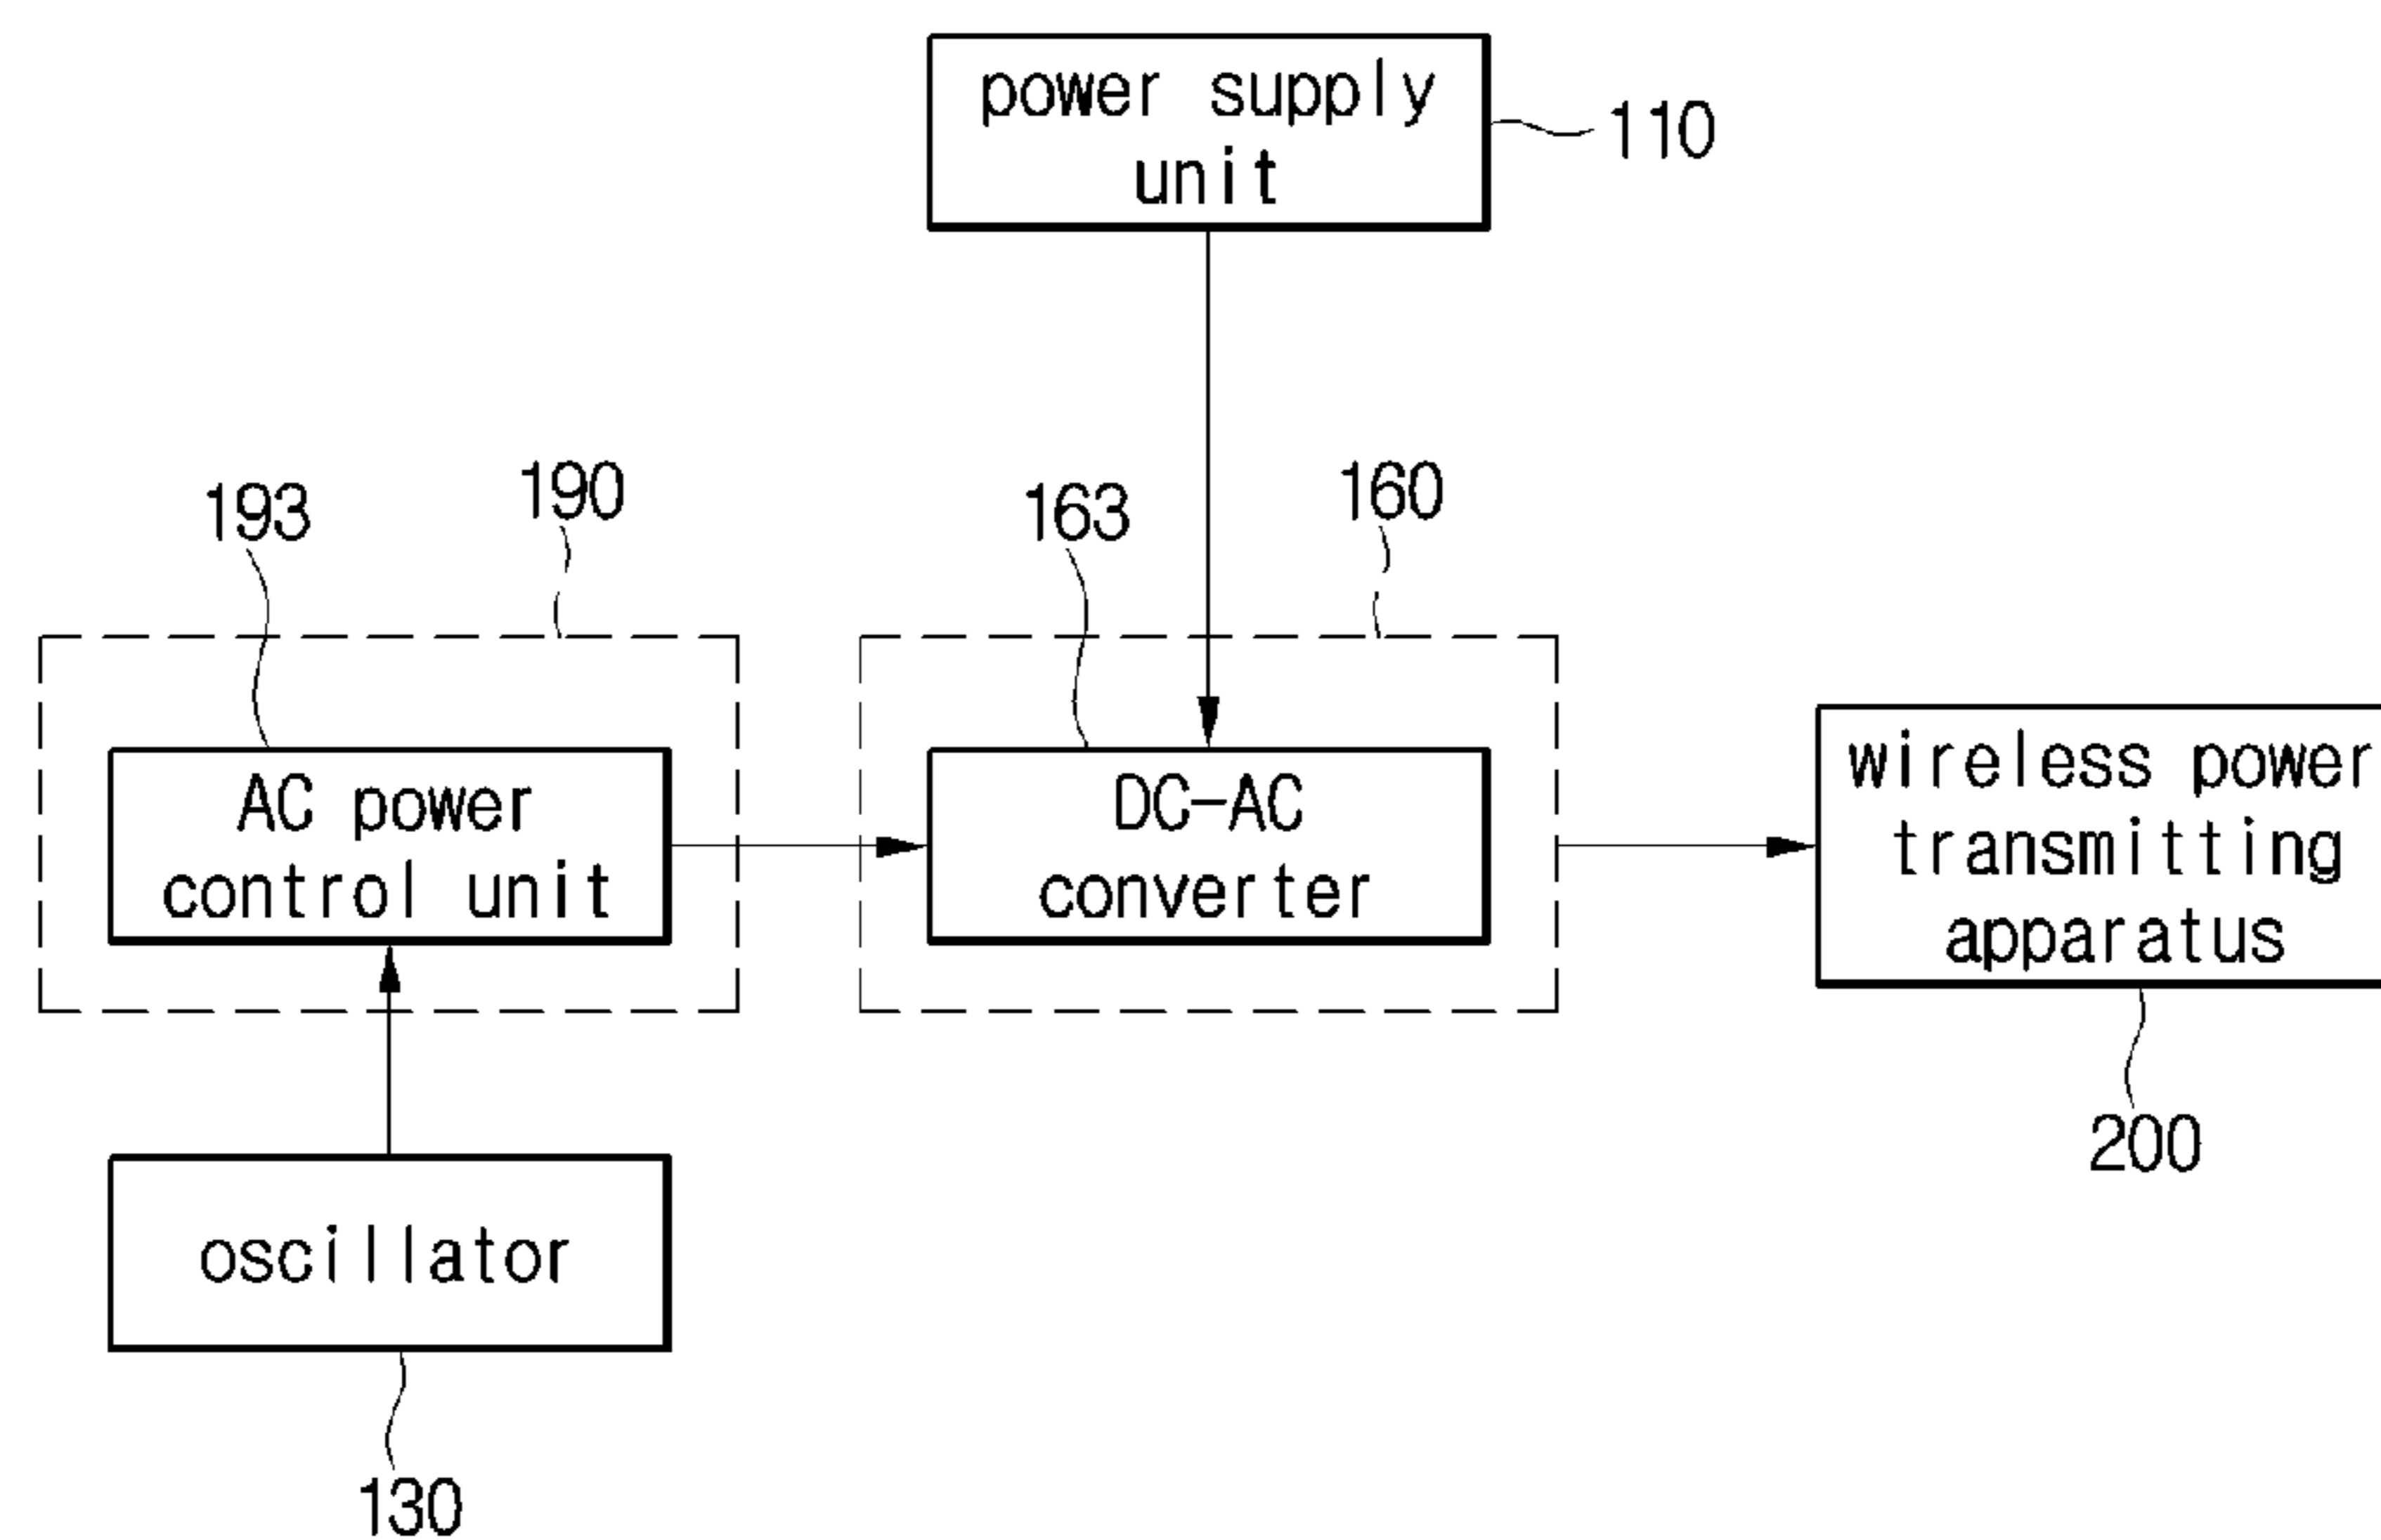 power supply
unit
110
190
160
193
163
AC power
control unit
DC-AC
converter
wireless power
transmitting
apparatus
200
oscillator
130